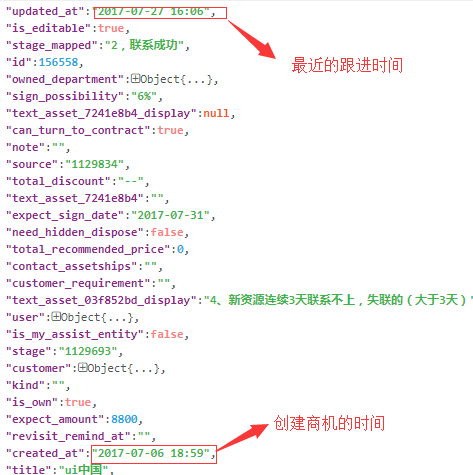 "updated_at":"2017-07-27 16:06",
"is_editable":true,
"stage_mapped":"2，联系成功",
最近的跟进时间
"id":156558,
"owned_department":Object{...},
"sign_possibility":"6%",
"text_asset_7241e8b4_display":null,
"can_turn_to_contract":true,
"note":"",
"source":"1129834",
"total_discount":"--",
"text_asset_7241e8b4":"",
"expect_sign_date":"2017-07-31",
"need_hidden_dispose":false,
"total_recommended_price":0,
"contact_assetships":"",
"customer_requirement":"",
"text_asset_03f852bd_display":"4、新资源连续3天联系不上，失联的（大于3天）"
"user":Object{...},
"is_my_assist_entity":false,
"stage":"1129693",
"customer":Object{...},
"kind":"",
"is_own":true,
"expect_amount":8800,
创建商机的时间
"revisit_remind_at":"",
"created_at":"2017-07-06 18:59",
"title":"ui中国",